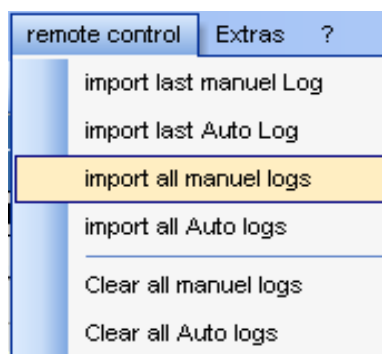 remote control Extras ?
import last manuel Log
import last Auto Log
import all manuel logs
import all Auto logs
Clear all manuel logs
Clear all Auto logs